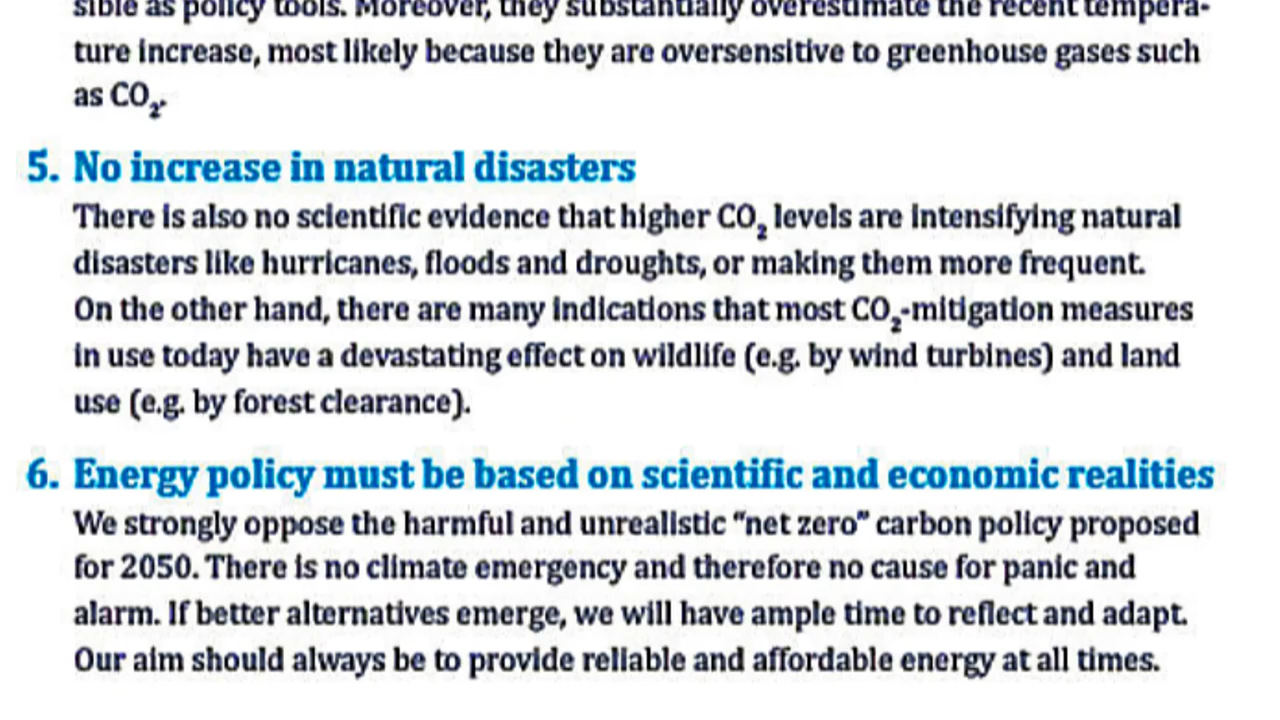 sible as policy tools. Moreover, they substantially overestimate the recent tempera-
ture increase, most likely because they are oversensitive to greenhouse gases such
as CO₂.
5. No increase in natural disasters
There is also no scientific evidence that higher CO₂ levels are intensifying natural
disasters like hurricanes, floods and droughts, or making them more frequent.
On the other hand, there are many indications that most CO₂-mitigation measures
in use today have a devastating effect on wildlife (e.g. by wind turbines) and land
use (e.g. by forest clearance).
6. Energy policy must be based on scientific and economic realities
We strongly oppose the harmful and unrealistic “net zero” carbon policy proposed
for 2050. There is no climate emergency and therefore no cause for panic and
alarm. If better alternatives emerge, we will have ample time to reflect and adapt.
Our aim should always be to provide reliable and affordable energy at all times.